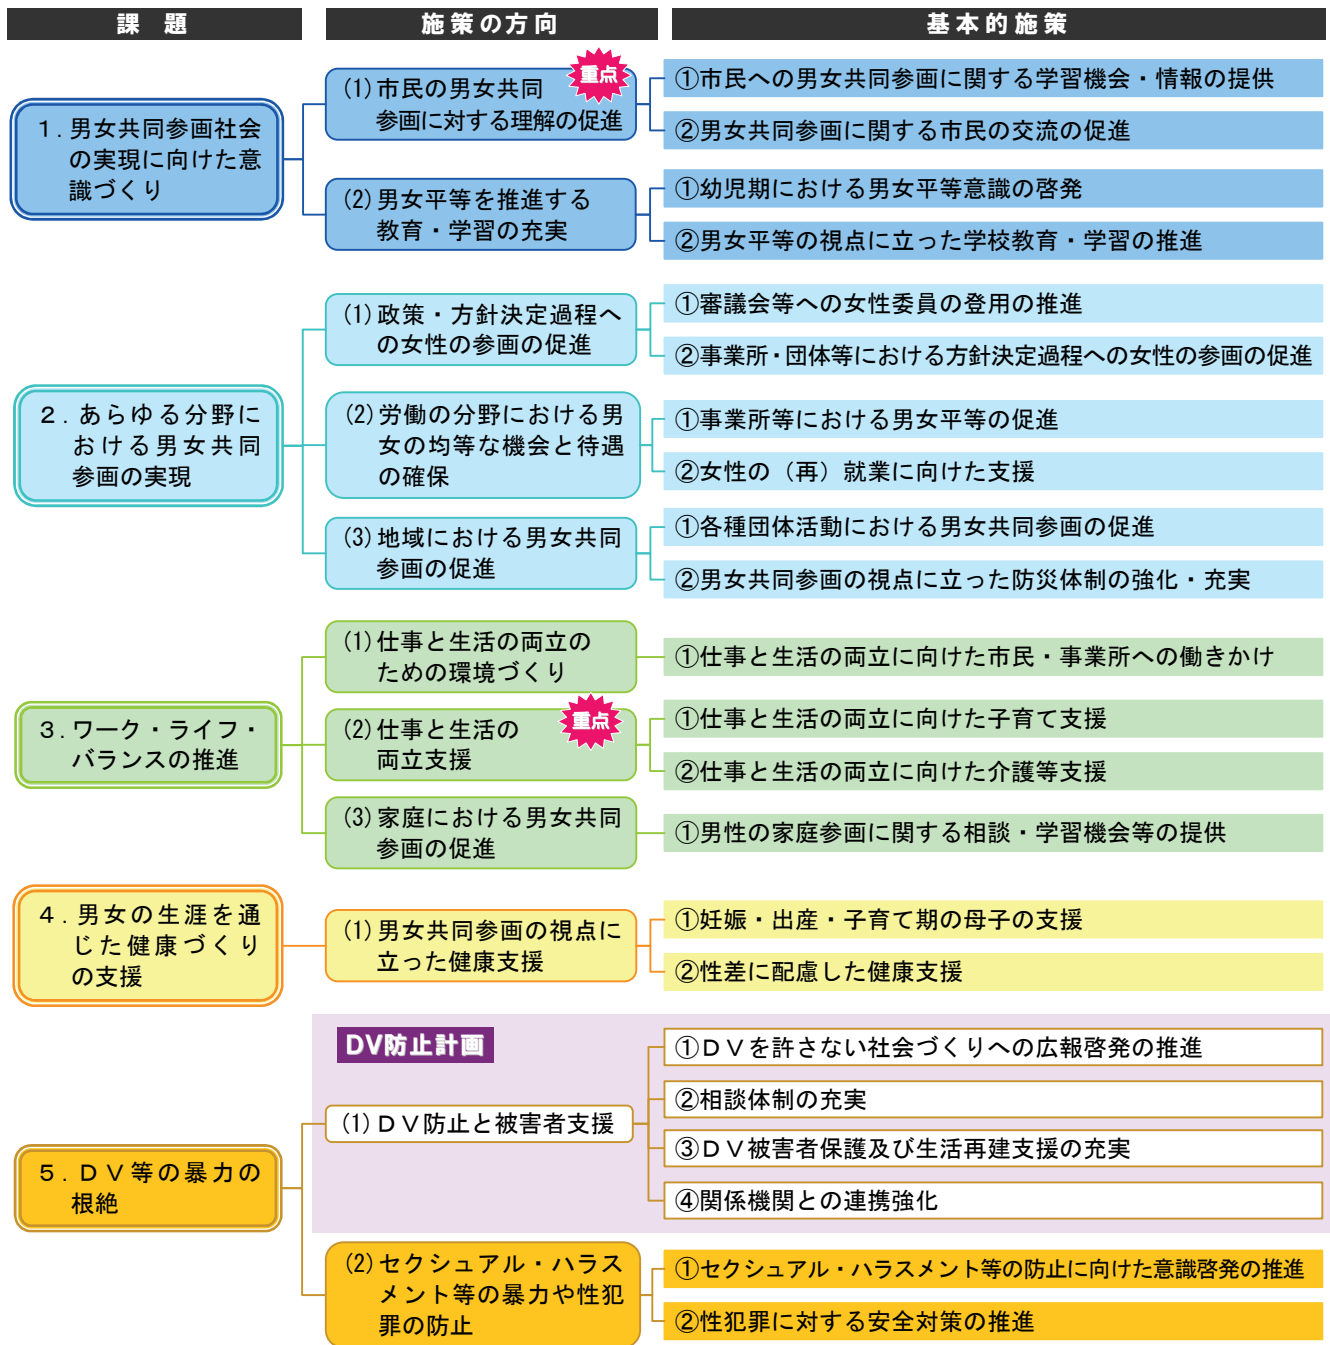 課　題
施策の方向
基本的施策
1．男女共同参画社会
の実現に向けた意
識づくり
(1)市民の男女共同
参画に対する理解の促進
重点
①市民への男女共同参画に関する学習機会・情報の提供
②男女共同参画に関する市民の交流の促進
(2)男女平等を推進する
教育・学習の充実
①幼児期における男女平等意識の啓発
②男女平等の視点に立った学校教育・学習の推進
2．あらゆる分野に
おける男女共同
参画の実現
(1)政策・方針決定過程へ
の女性の参画の促進
①審議会等への女性委員の登用の推進
②事業所・団体等における方針決定過程への女性の参画の促進
(2)労働の分野における男
女の均等な機会と待遇
の確保
①事業所等における男女平等の促進
②女性の（再）就業に向けた支援
(3)地域における男女共同
参画の促進
①各種団体活動における男女共同参画の促進
②男女共同参画の視点に立った防災体制の強化・充実
3．ワーク・ライフ・
バランスの推進
(1)仕事と生活の両立の
ための環境づくり
①仕事と生活の両立に向けた市民・事業所への働きかけ
(2)仕事と生活の
両立支援
重点
①仕事と生活の両立に向けた子育て支援
②仕事と生活の両立に向けた介護等支援
(3)家庭における男女共同
参画の促進
①男性の家庭参画に関する相談・学習機会等の提供
4．男女の生涯を通
じた健康づくり
の支援
(1)男女共同参画の視点に
立った健康支援
①妊娠・出産・子育て期の母子の支援
②性差に配慮した健康支援
5．ＤＶ等の暴力の
根絶
DV防止計画
(1)ＤＶ防止と被害者支援
①ＤＶを許さない社会づくりへの広報啓発の推進
②相談体制の充実
③ＤＶ被害者保護及び生活再建支援の充実
④関係機関との連携強化
(2)セクシュアル・ハラス
メント等の暴力や性犯
罪の防止
①セクシュアル・ハラスメント等の防止に向けた意識啓発の推進
②性犯罪に対する安全対策の推進